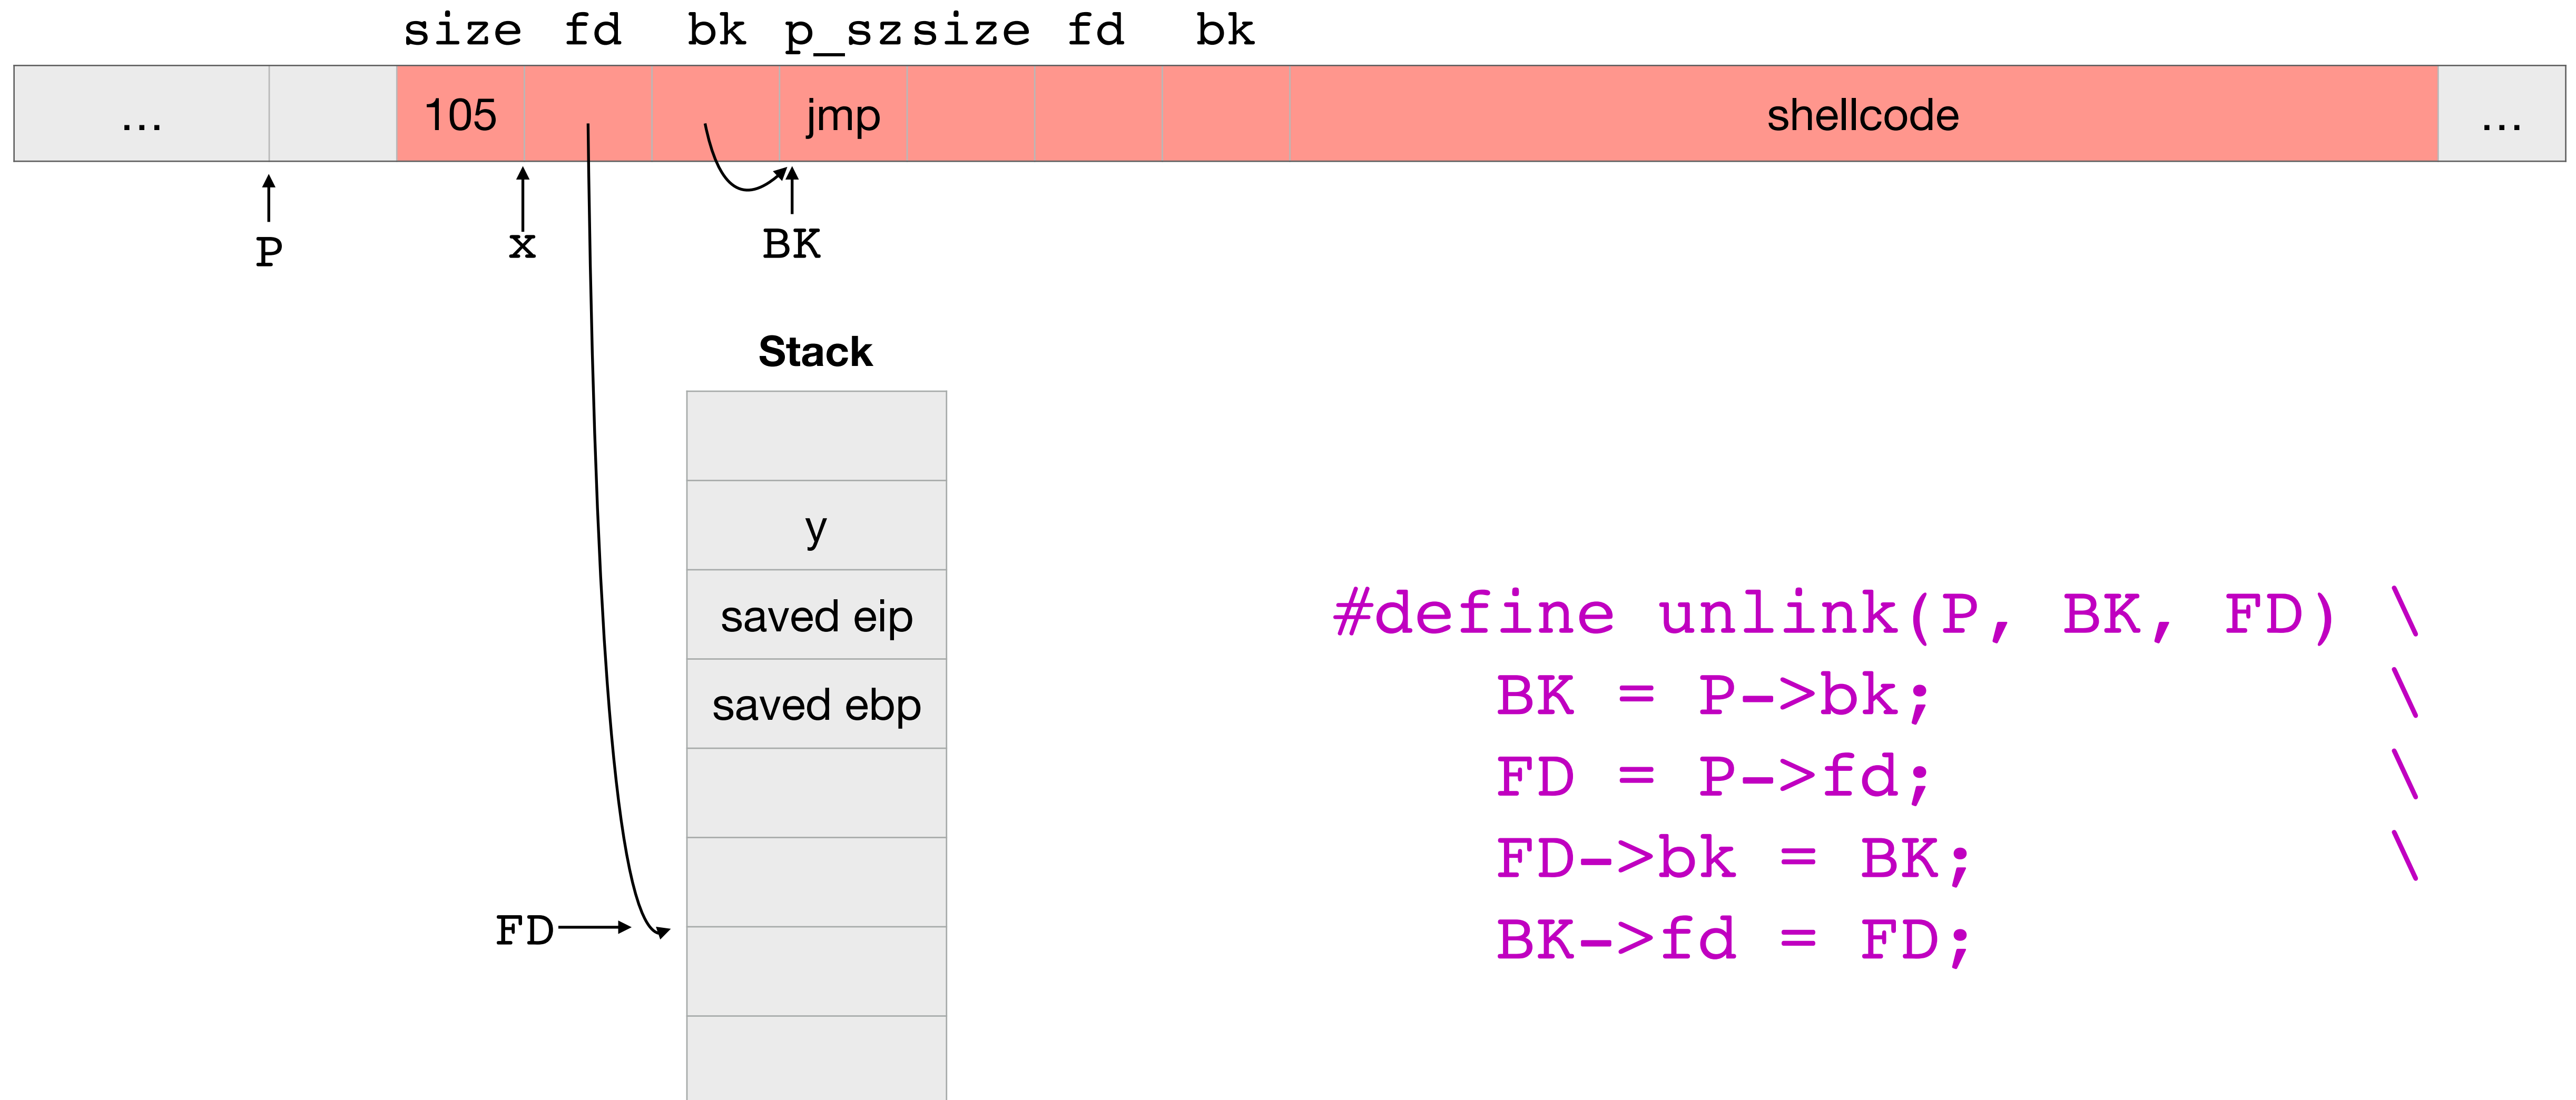 size fd bk p_sz size fd bk
… 105 jmp shellcode …
P x BK
Stack
y
saved eip
saved ebp
FD
#define unlink(P, BK, FD) \
BK = P->bk; \
FD = P->fd; \
FD->bk = BK; \
BK->fd = FD;